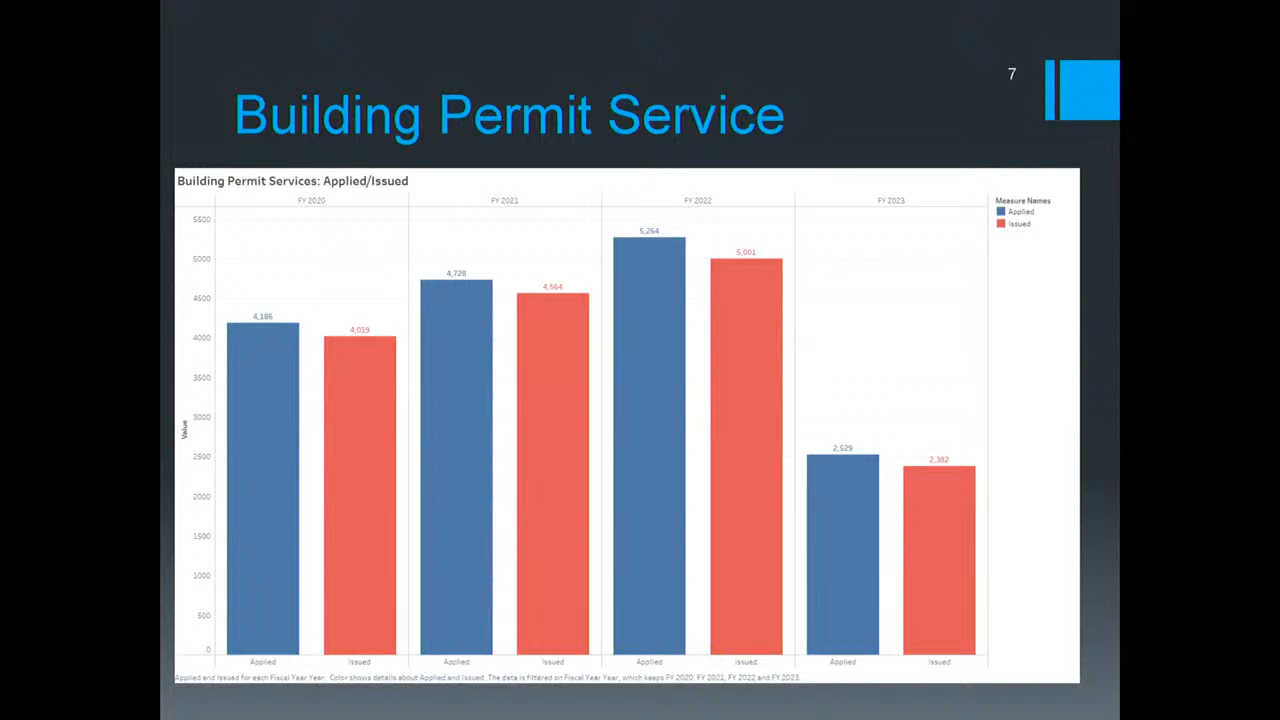 7
Building Permit Service
Building Permit Services: Applied/Issued
FY 2020 FY 2021 FY 2022 FY 2023
Measure Names
Applied
Issued
5500
5000
4500
4000
3500
3000
2500
2000
1500
1000
500
0
Value
4,186
4,019
4,728
4,564
5,264
5,001
2,529
2,382
Applied Issued Applied Issued Applied Issued Applied Issued
Applied and Issued for each Fiscal Year Year. Color shows details about Applied and Issued. The data is filtered on Fiscal Year Year, which keeps FY 2020, FY 2021, FY 2022 and FY 2023.